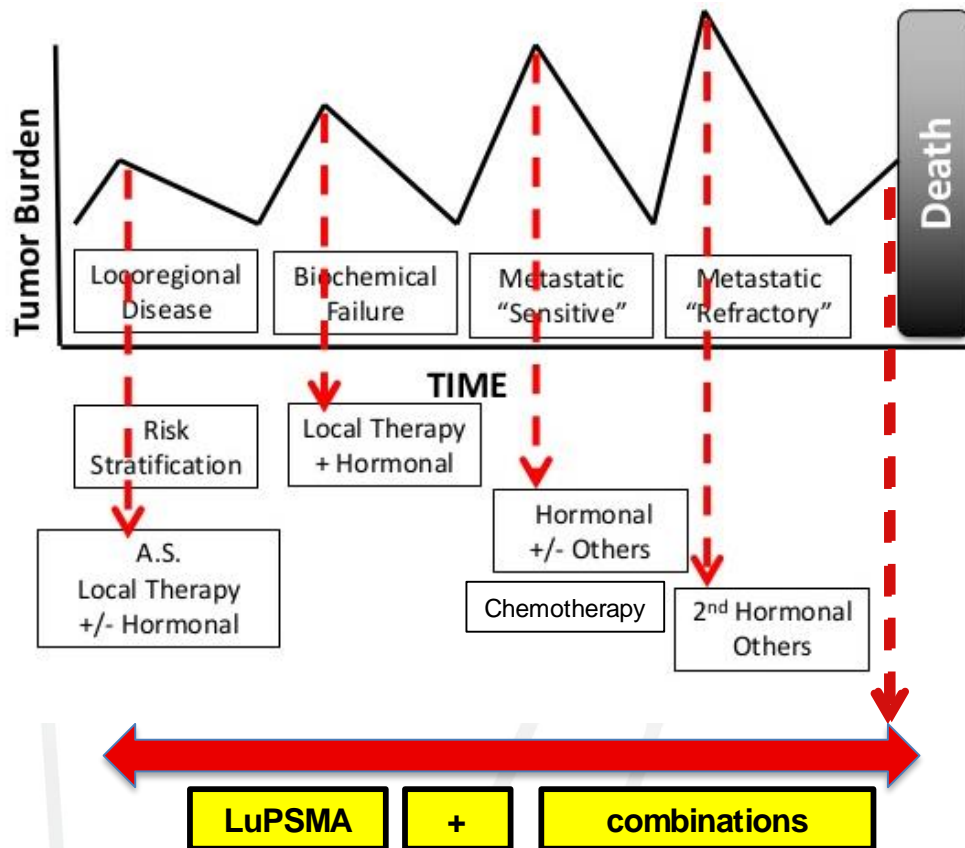 Tumor Burden
Death
Locoregional
Disease
Biochemical
Failure
Metastatic
“Sensitive”
Metastatic
“Refractory”
TIME
Risk
Stratification
Local Therapy
+ Hormonal
A.S.
Local Therapy
+/- Hormonal
Hormonal
+/- Others
Chemotherapy
2nd Hormonal
Others
LuPSMA
+
combinations